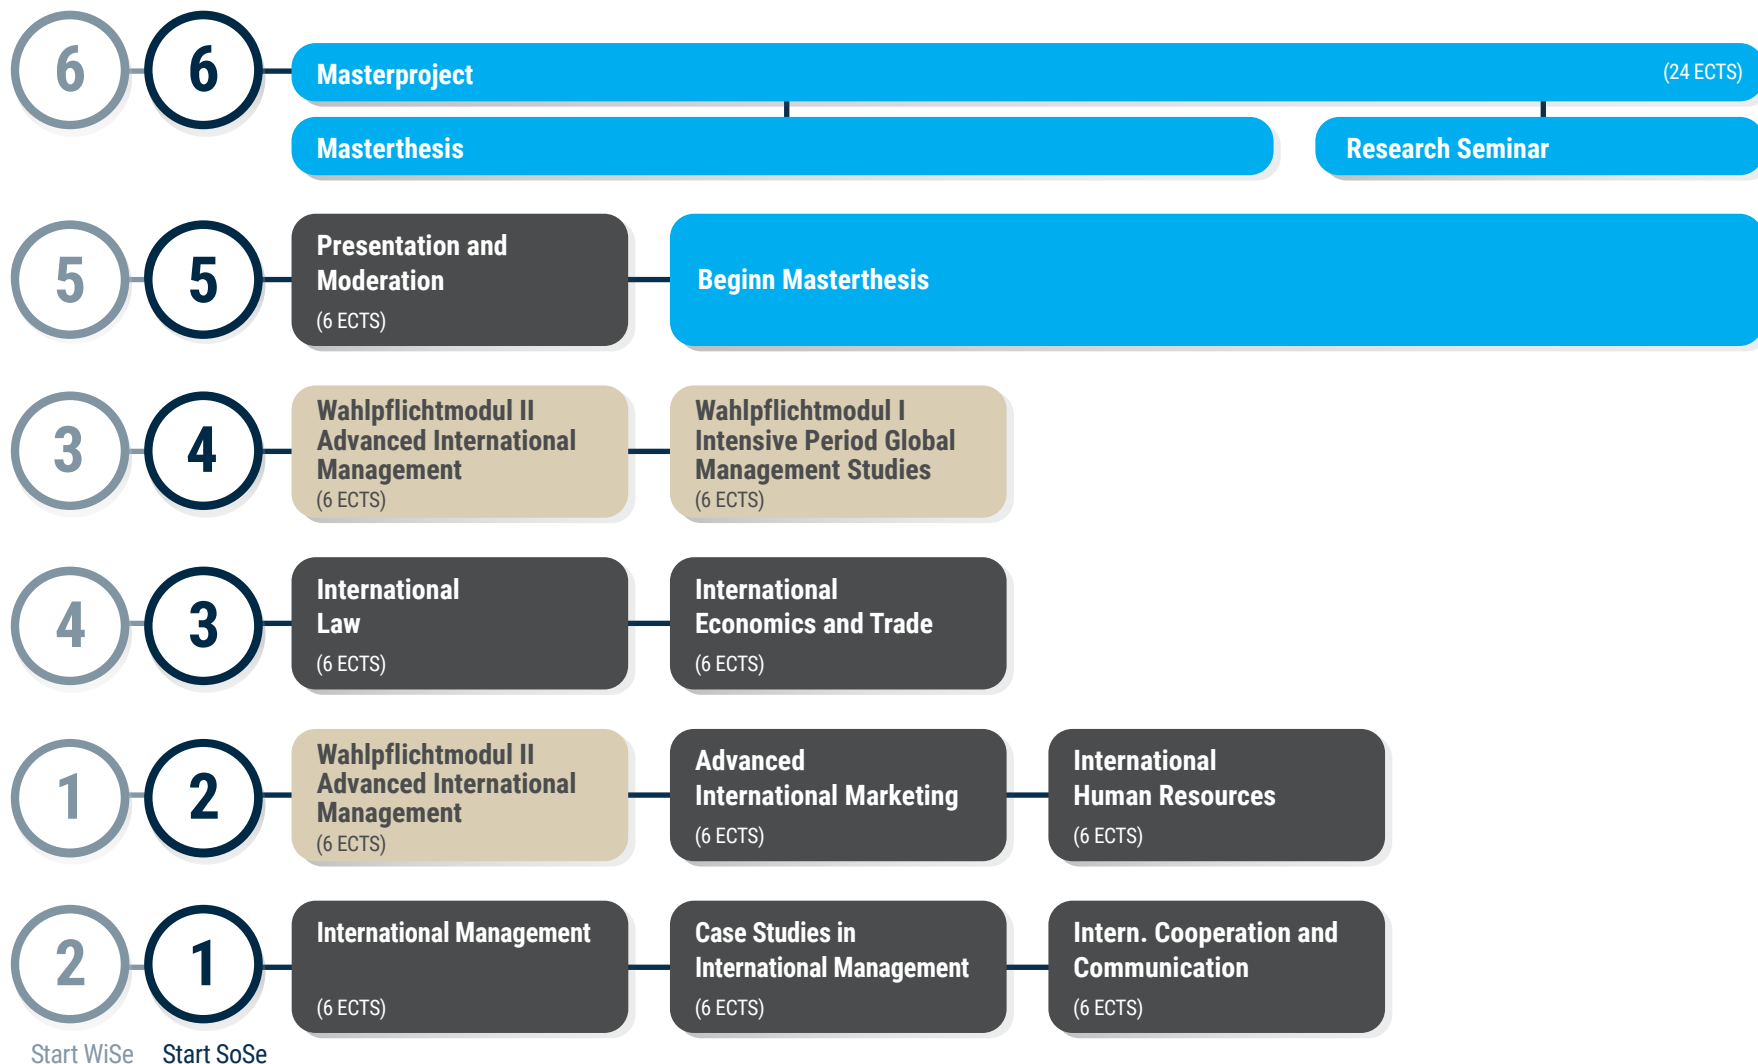 6 6 Masterproject (24 ECTS)
Masterthesis Research Seminar
5 5
Presentation and
Moderation
(6 ECTS)
Beginn Masterthesis
3 4
Wahlpflichtmodul II
Advanced International
Management
(6 ECTS)
Wahlpflichtmodul I
Intensive Period Global
Management Studies
(6 ECTS)
4 3
International
Law
(6 ECTS)
International
Economics and Trade
(6 ECTS)
1 2
Wahlpflichtmodul II
Advanced International
Management
(6 ECTS)
Advanced
International Marketing
(6 ECTS)
International
Human Resources
(6 ECTS)
2 1
International Management
(6 ECTS)
Case Studies in
International Management
(6 ECTS)
Intern. Cooperation and
Communication
(6 ECTS)
Start WiSe Start SoSe